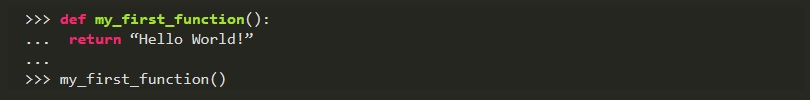 >>> def my_first_function():
...  return “Hello World!”
...
>>> my_first_function()